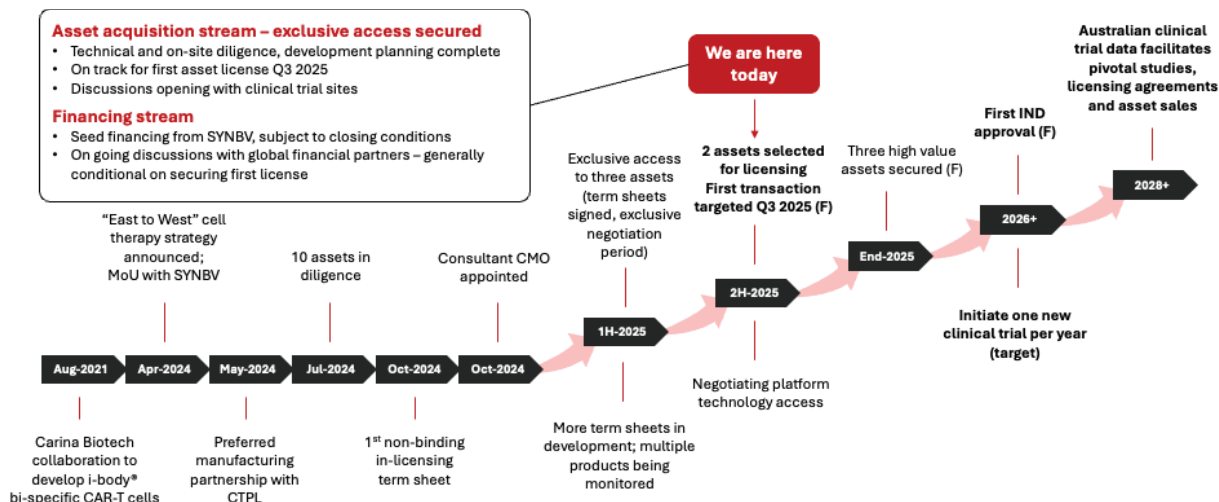 Asset acquisition stream – exclusive access secured
• Technical and on-site diligence, development planning complete
• On track for first asset license Q3 2025
• Discussions opening with clinical trial sites
Financing stream
• Seed financing from SYNBV, subject to closing conditions
• On going discussions with global financial partners – generally
conditional on securing first license
We are here
today
Australian clinical
trial data facilitates
pivotal studies,
licensing agreements
and asset sales
First IND
approval (F)
Three high value
assets secured (F)
2 assets selected
for licensing
First transaction
targeted Q3 2025 (F)
Exclusive access
to three assets
(term sheets
signed, exclusive
negotiation
period)
"East to West" cell
therapy strategy
announced;
MoU with SYNBV
10 assets in
diligence
Consultant CMO
appointed
Aug-2021
Apr-2024
May-2024
Jul-2024
Oct-2024
Oct-2024
1H-2025
2H-2025
End-2025
2026+
2028+
Carina Biotech
collaboration to
develop i-body®
bi-specific CAR-T cells
Preferred
manufacturing
partnership with
CTPL
1st non-binding
in-licensing
term sheet
More term sheets in
development; multiple
products being
monitored
Negotiating platform
technology access
Initiate one new
clinical trial per year
(target)